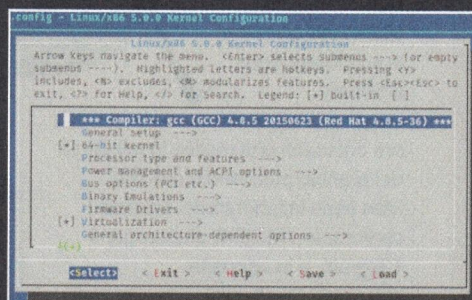 .config - Linux/x86 5.0.0 Kernel Configuration
Linux/x86 5.0.0 Kernel Configuration
Arrow keys navigate the menu.  <Enter> selects submenus ---> (or empty
submenus ----).  Highlighted letters are hotkeys.  Pressing <Y>
includes, <N> excludes, <M> modularizes features.  Press <Esc><Esc> to
exit, <?> for Help, </> for Search.  Legend: [*] built-in  [ ]
*** Compiler: gcc (GCC) 4.8.5 20150623 (Red Hat 4.8.5-36) ***
General setup  --->
[*] 64-bit kernel
Processor type and features  --->
Power management and ACPI options  --->
Bus options (PCI etc.)  --->
Binary Emulations  --->
Firmware Drivers  --->
[*] Virtualization  --->
General architecture-dependent options  --->
(+)
<Select>    < Exit >    < Help >    < Save >    < Load >